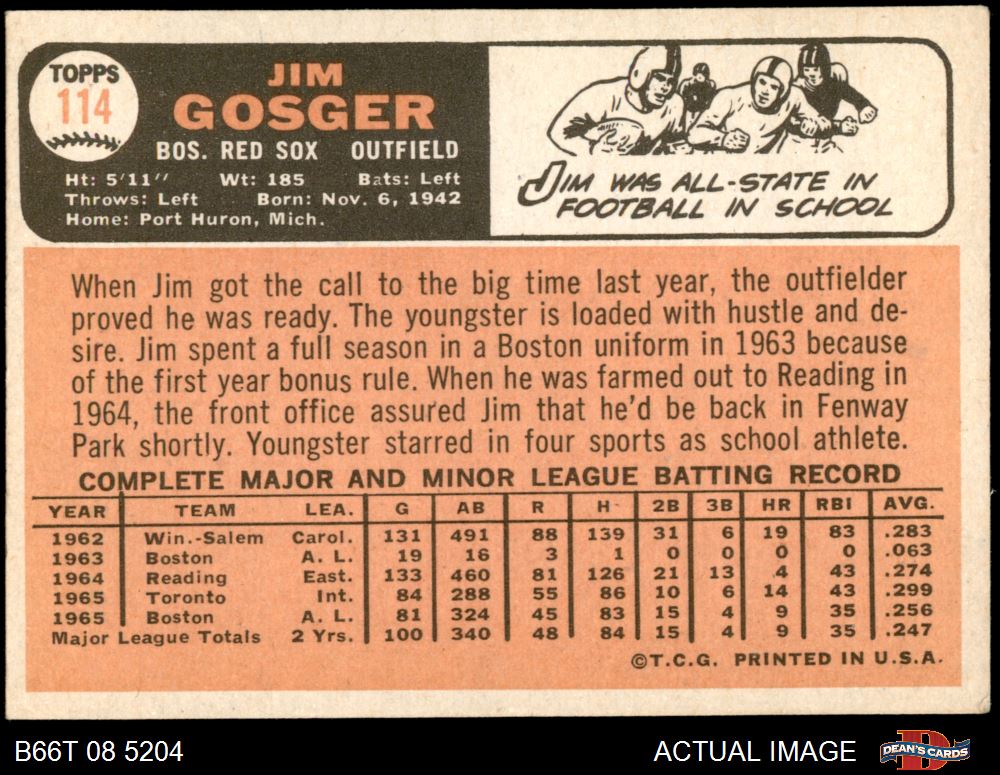 TOPPS
114
JIM
GOSGER
BOS. RED SOX OUTFIELD
Ht: 5'11'' Wt: 185 Bats: Left
Throws: Left Born: Nov. 6, 1942
Home: Port Huron, Mich.
JIM WAS ALL-STATE IN
FOOTBALL IN SCHOOL
When Jim got the call to the big time last year, the outfielder
proved he was ready. The youngster is loaded with hustle and de-
sire. Jim spent a full season in a Boston uniform in 1963 because
of the first year bonus rule. When he was farmed out to Reading in
1964, the front office assured Jim that he'd be back in Fenway
Park shortly. Youngster starred in four sports as school athlete.
COMPLETE MAJOR AND MINOR LEAGUE BATTING RECORD
YEAR TEAM LEA. G AB R H 2B 3B HR RBI AVG.
1962 Win.-Salem Carol. 131 491 88 139 31 6 19 83 .283
1963 Boston A. L. 19 16 3 1 0 0 0 0 .063
1964 Reading East. 133 460 81 126 21 13 4 43 .274
1965 Toronto Int. 84 288 55 86 10 6 14 43 .299
1965 Boston A. L. 81 324 45 83 15 4 9 35 .256
Major League Totals 2 Yrs. 100 340 48 84 15 4 9 35 .247
©T.C.G. PRINTED IN U.S.A.
B66T 08 5204 ACTUAL IMAGE DEAN'S CARDS